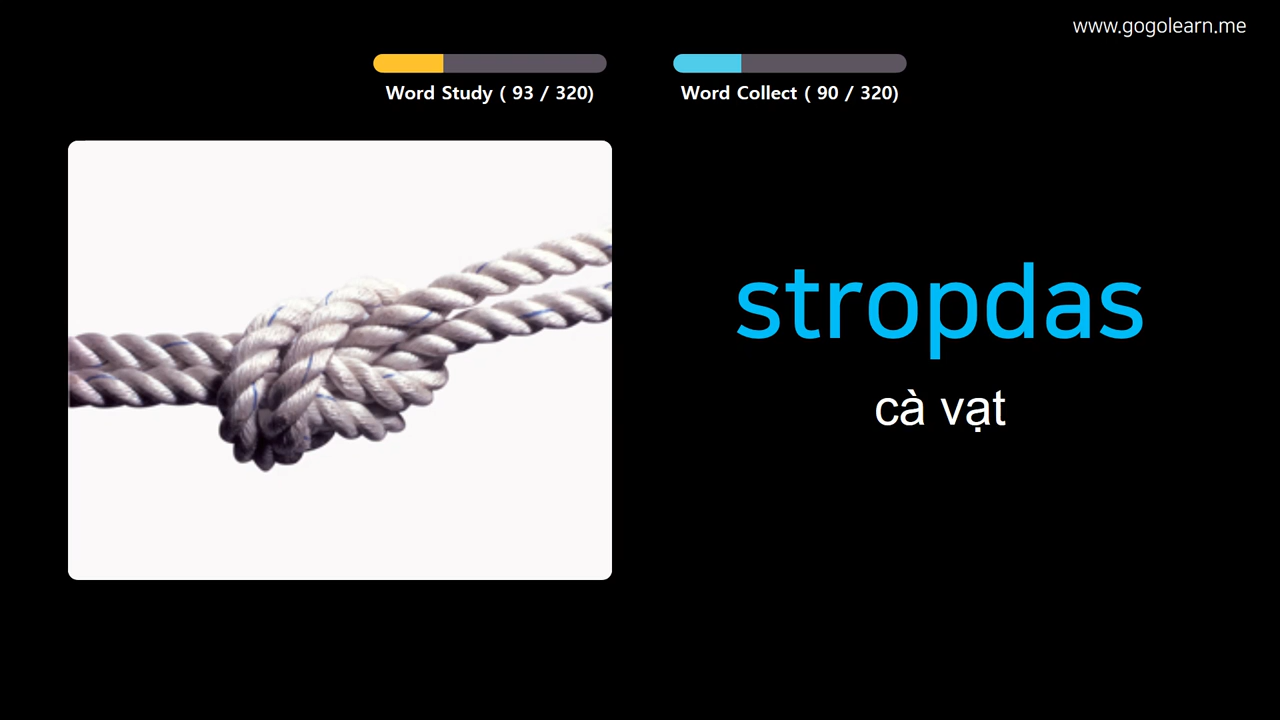 www.gogolearn.me
Word Study ( 93 / 320)
Word Collect ( 90 / 320)
stropdas
cà vạt